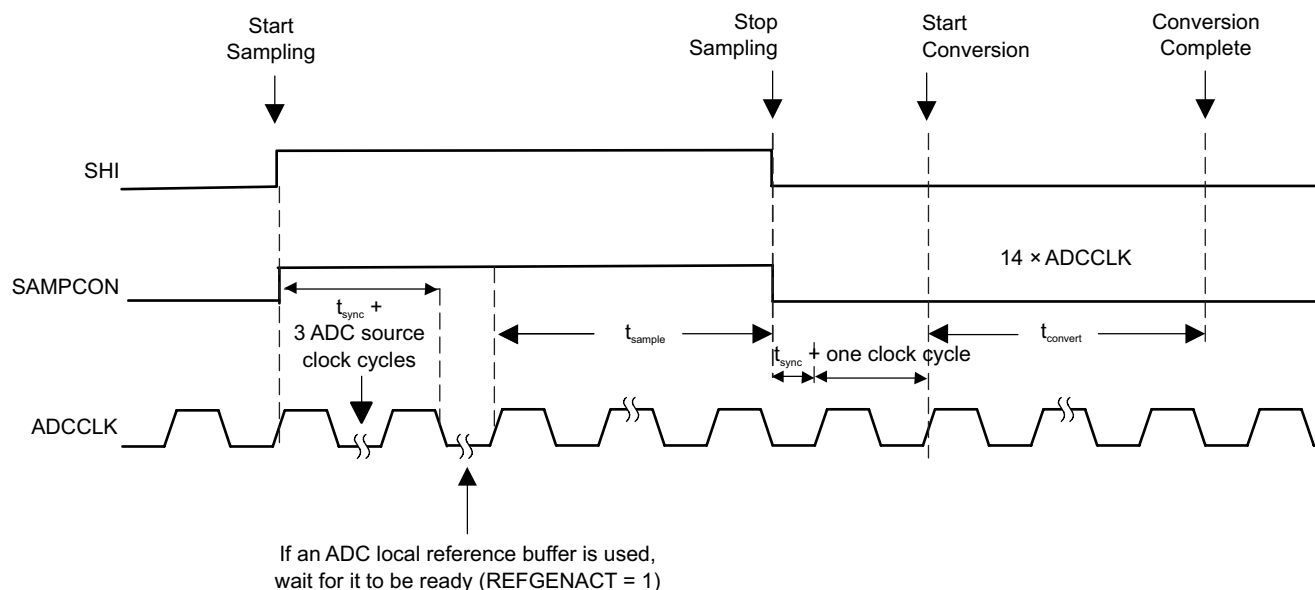 Start
Sampling
Stop
Sampling
Start
Conversion
Conversion
Complete
SHI
SAMPCON
14 × ADCCLK
tsync +
3 ADC source
clock cycles
tsample
tsync + one clock cycle
tconvert
ADCCLK
If an ADC local reference buffer is used,
wait for it to be ready (REFGENACT = 1)